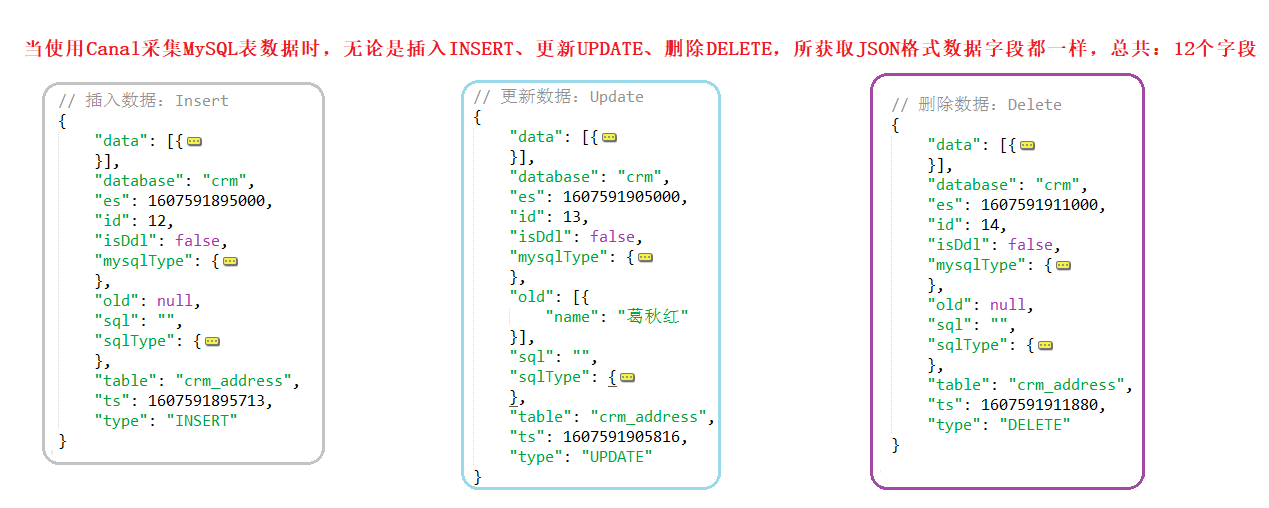 当使用Canal采集MySQL表数据时，无论是插入INSERT、更新UPDATE、删除DELETE，所获取JSON格式数据字段都一样，总共：12个字段
// 插入数据：Insert
{
"data": [{
}],
"database": "crm",
"es": 1607591895000,
"id": 12,
"isDdl": false,
"mysqlType": {
},
"old": null,
"sql": "",
"sqlType": {
},
"table": "crm_address",
"ts": 1607591895713,
"type": "INSERT"
}
// 更新数据：Update
{
"data": [{
}],
"database": "crm",
"es": 1607591905000,
"id": 13,
"isDdl": false,
"mysqlType": {
},
"old": [{
"name": "葛秋红"
}],
"sql": "",
"sqlType": {
},
"table": "crm_address",
"ts": 1607591905816,
"type": "UPDATE"
}
// 删除数据：Delete
{
"data": [{
}],
"database": "crm",
"es": 1607591911000,
"id": 14,
"isDdl": false,
"mysqlType": {
},
"old": null,
"sql": "",
"sqlType": {
},
"table": "crm_address",
"ts": 1607591911880,
"type": "DELETE"
}